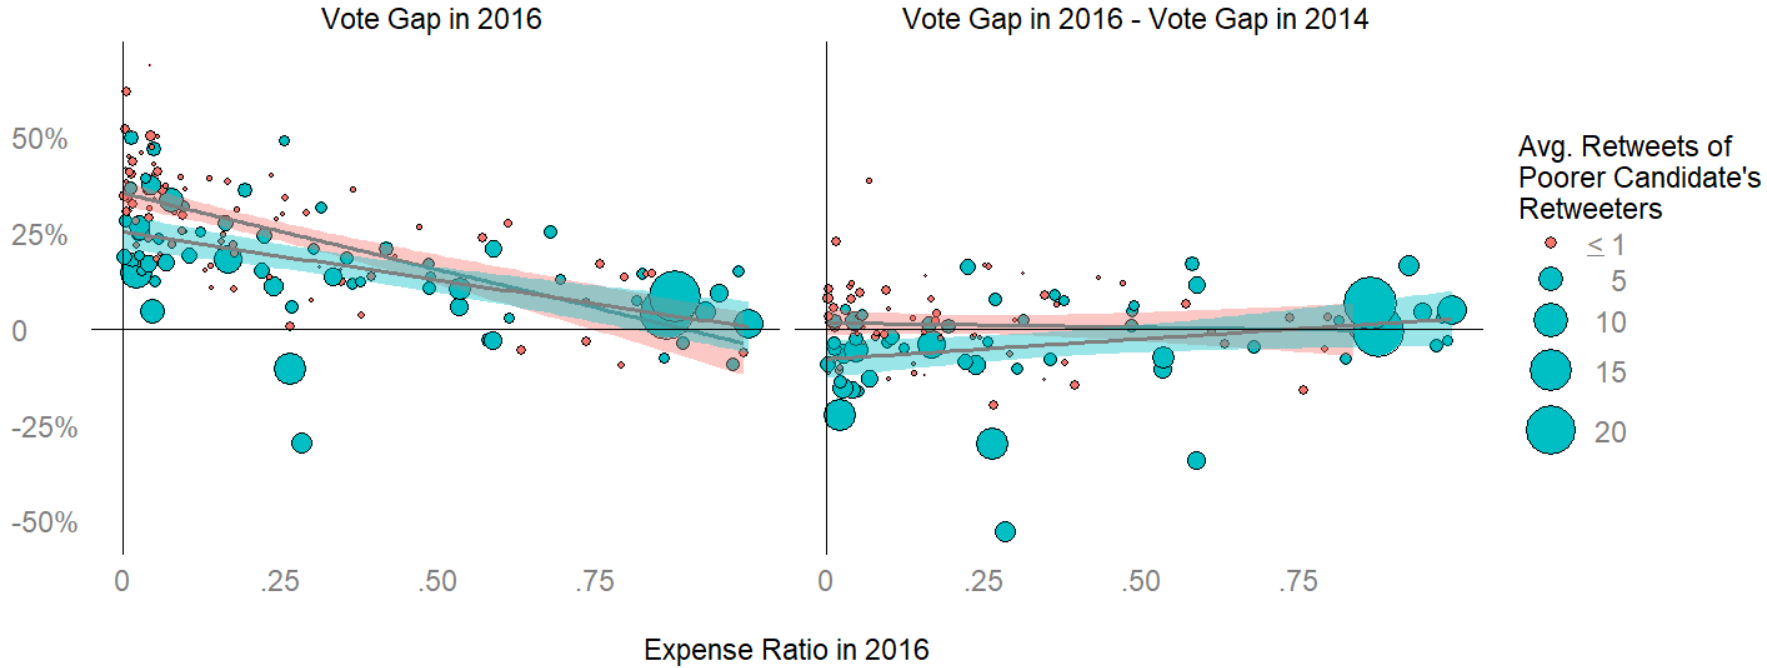 Vote Gap in 2016
Vote Gap in 2016 - Vote Gap in 2014
50%
25%
0
-25%
-50%
0 .25 .50 .75
0 .25 .50 .75
Expense Ratio in 2016
Avg. Retweets of
Poorer Candidate's
Retweeters
≤ 1
5
10
15
20